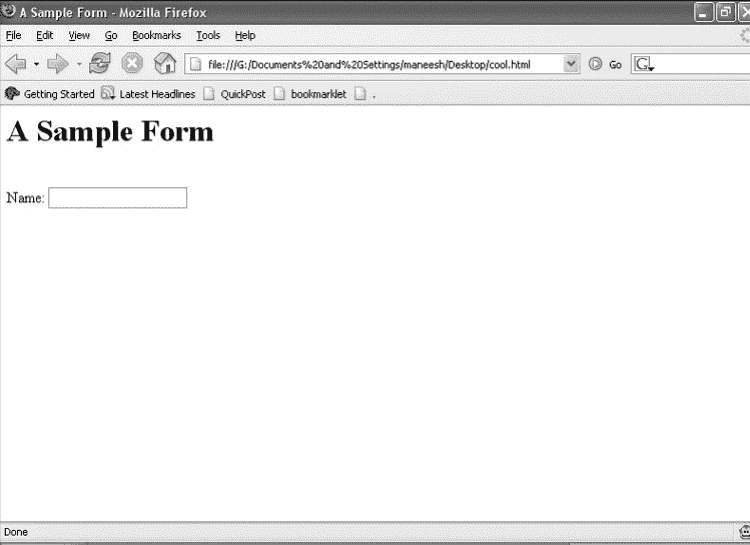 A Sample Form - Mozilla Firefox
File Edit View Go Bookmarks Tools Help
file:///G:/Documents%20and%20Settings/maneesh/Desktop/cool.html Go G
Getting Started Latest Headlines QuickPost bookmarklet .
A Sample Form
Name:
Done